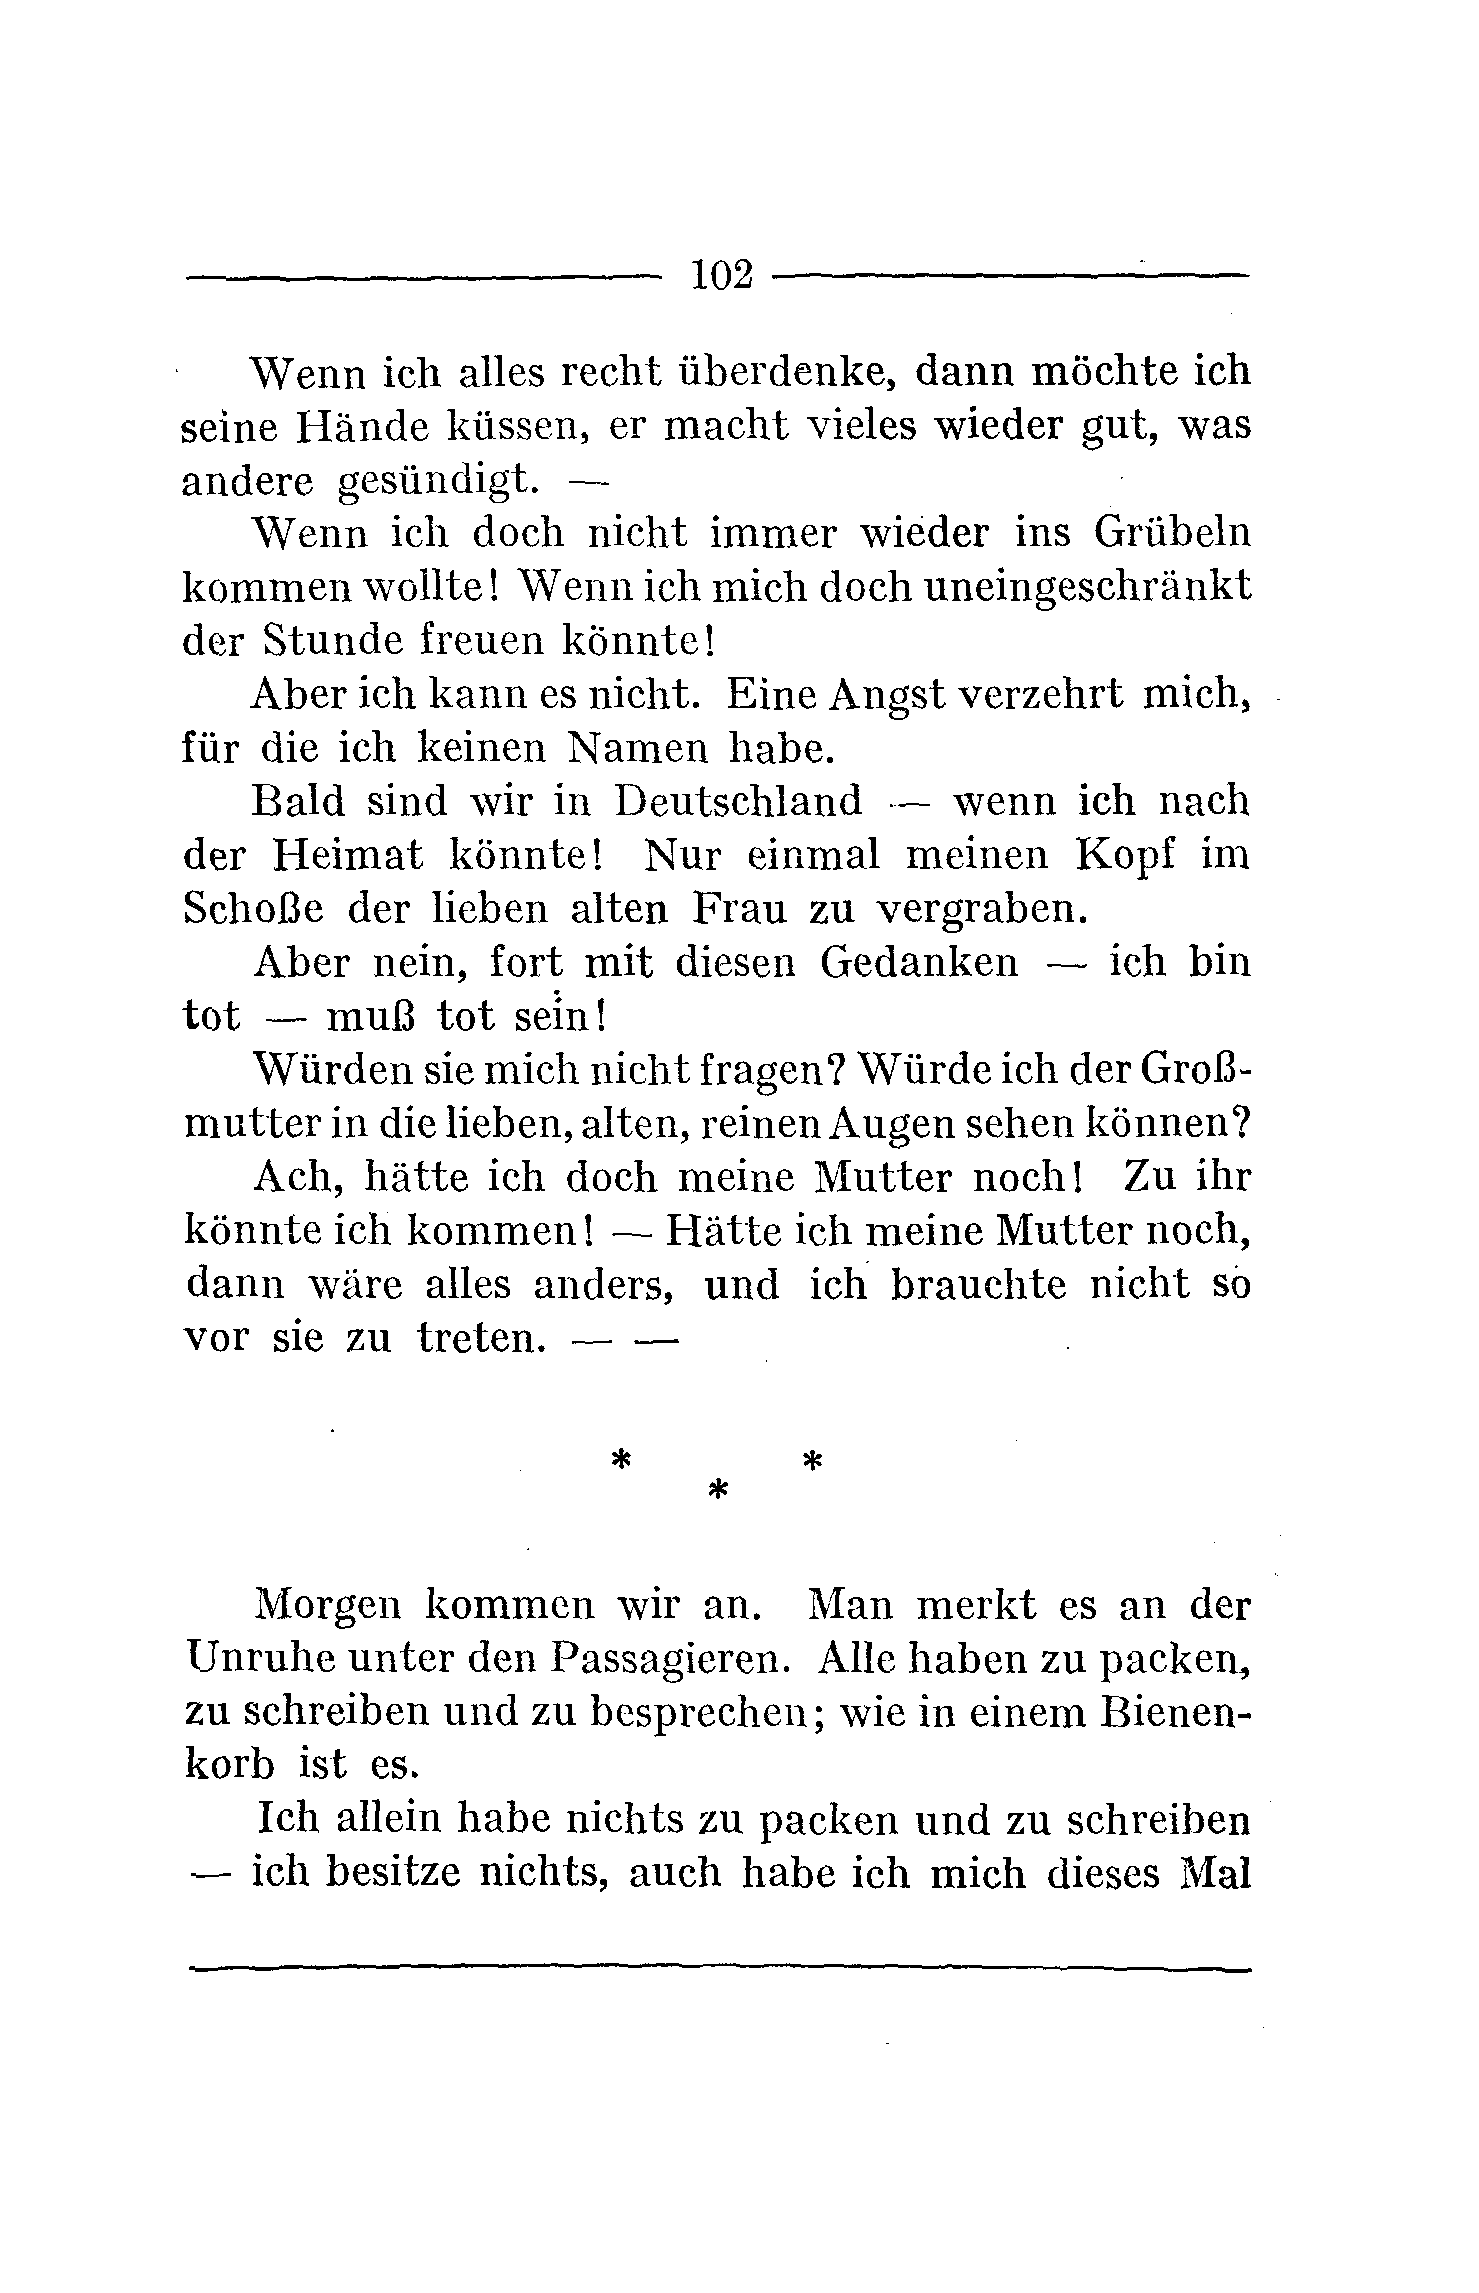 102
Wenn ich alles recht überdenke, dann möchte ich
seine Hände küssen, er macht vieles wieder gut, was
andere gesündigt. —
Wenn ich doch nicht immer wieder ins Grübeln
kommen wollte! Wenn ich mich doch uneingeschränkt
der Stunde freuen könnte!
Aber ich kann es nicht. Eine Angst verzehrt mich,
für die ich keinen Namen habe.
Bald sind wir in Deutschland — wenn ich nach
der Heimat könnte! Nur einmal meinen Kopf im
Schoße der lieben alten Frau zu vergraben.
Aber nein, fort mit diesen Gedanken — ich bin
tot — muß tot sein!
Würden sie mich nicht fragen? Würde ich der Groß-
mutter in die lieben, alten, reinen Augen sehen können?
Ach, hätte ich doch meine Mutter noch! Zu ihr
könnte ich kommen! — Hätte ich meine Mutter noch,
dann wäre alles anders, und ich brauchte nicht so
vor sie zu treten. — —
* *
*
Morgen kommen wir an. Man merkt es an der
Unruhe unter den Passagieren. Alle haben zu packen,
zu schreiben und zu besprechen; wie in einem Bienen-
korb ist es.
Ich allein habe nichts zu packen und zu schreiben
— ich besitze nichts, auch habe ich mich dieses Mal